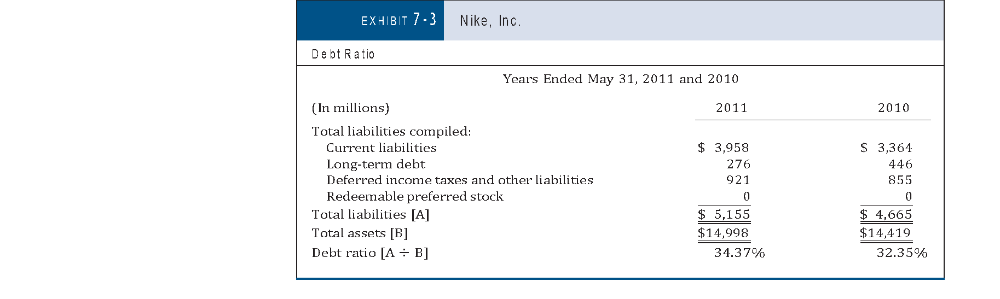 EXHIBIT 7-3 Nike, Inc.
Debt Ratio
Years Ended May 31, 2011 and 2010
(In millions) 2011 2010
Total liabilities compiled:
Current liabilities $ 3,958 $ 3,364
Long-term debt 276 446
Deferred income taxes and other liabilities 921 855
Redeemable preferred stock 0 0
Total liabilities [A] $ 5,155 $ 4,665
Total assets [B] $14,998 $14,419
Debt ratio [A ÷ B] 34.37% 32.35%